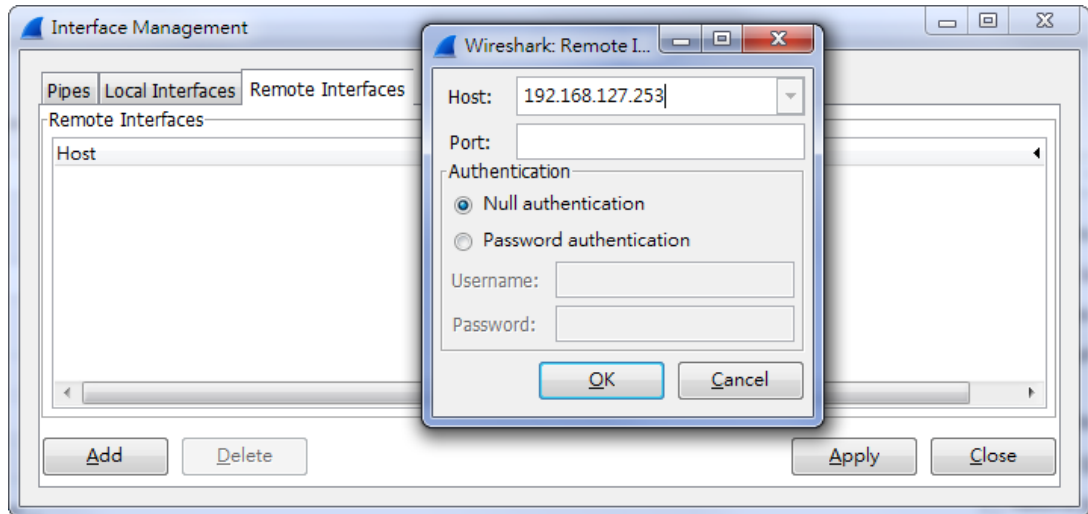 Interface Management
Pipes Local Interfaces Remote Interfaces
Remote Interfaces
Host
Add Delete Apply Close
Wireshark: Remote I...
Host: 192.168.127.253
Port:
Authentication
Null authentication
Password authentication
Username:
Password:
OK Cancel